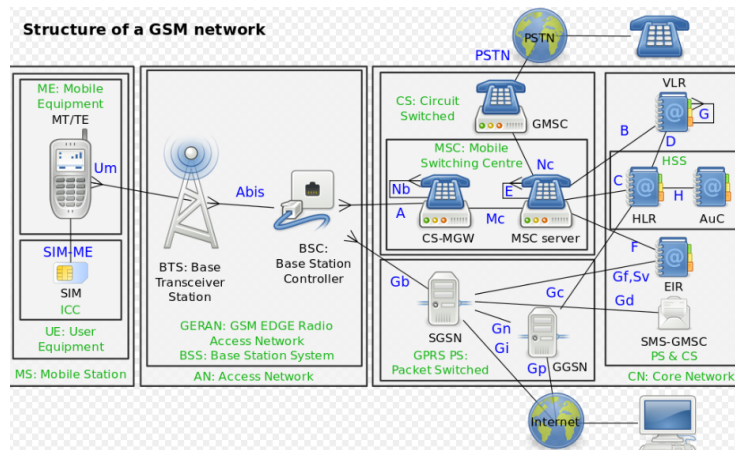 Structure of a GSM network
PSTN
PSTN
ME: Mobile
Equipment
MT/TE
Um
SIM-ME
SIM
ICC
UE: User
Equipment
MS: Mobile Station
Abis
BTS: Base
Transceiver
Station
BSC:
Base Station
Controller
GERAN: GSM EDGE Radio
Access Network
BSS: Base Station System
AN: Access Network
CS: Circuit
Switched
GMSC
MSC: Mobile
Switching Centre
Nc
Nb
E
A
Mc
CS-MGW
MSC server
VLR
G
B
D
HSS
C
H
HLR
AuC
F
EIR
Gf,Sv
Gb
Gc
Gd
SGSN
Gn
Gi
SMS-GMSC
PS & CS
GPRS PS:
Packet Switched
Gp
GGSN
CN: Core Network
Internet